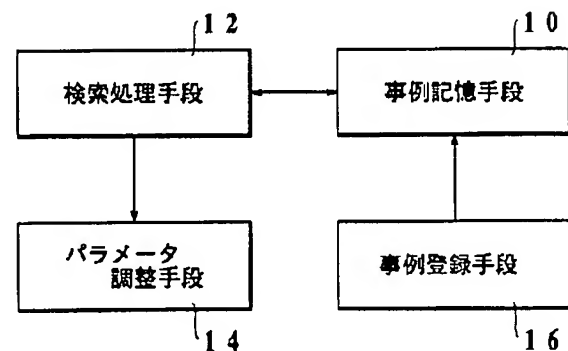 １２
１０
検索処理手段
事例記憶手段
パラメータ
調整手段
事例登録手段
１４
１６